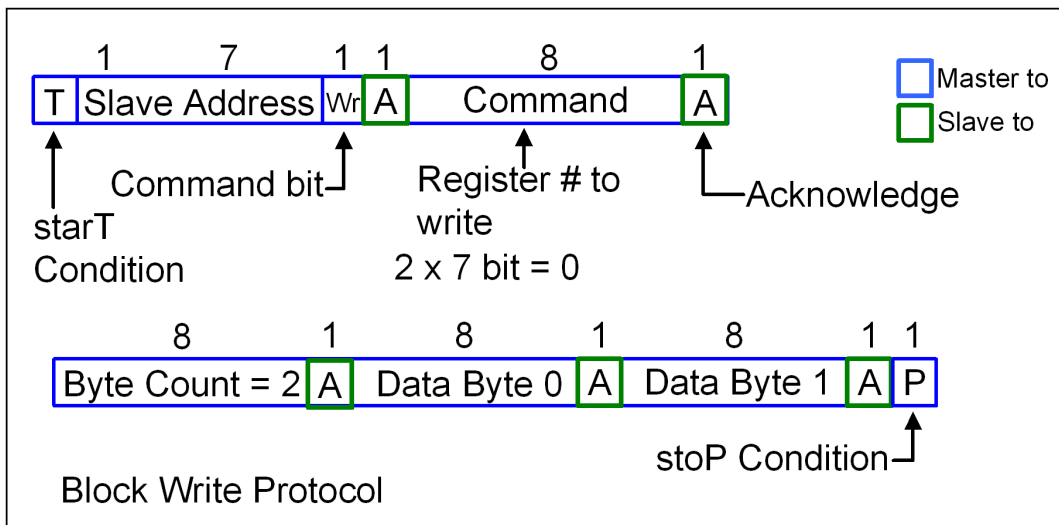 1 7 1 1 8 1
T Slave Address Wr A Command A
Master to
Slave to
Command bit
Register # to
write
Acknowledge
starT
Condition
2 x 7 bit = 0
8 1 8 1 8 1 1
Byte Count = 2 A Data Byte 0 A Data Byte 1 A P
stoP Condition
Block Write Protocol